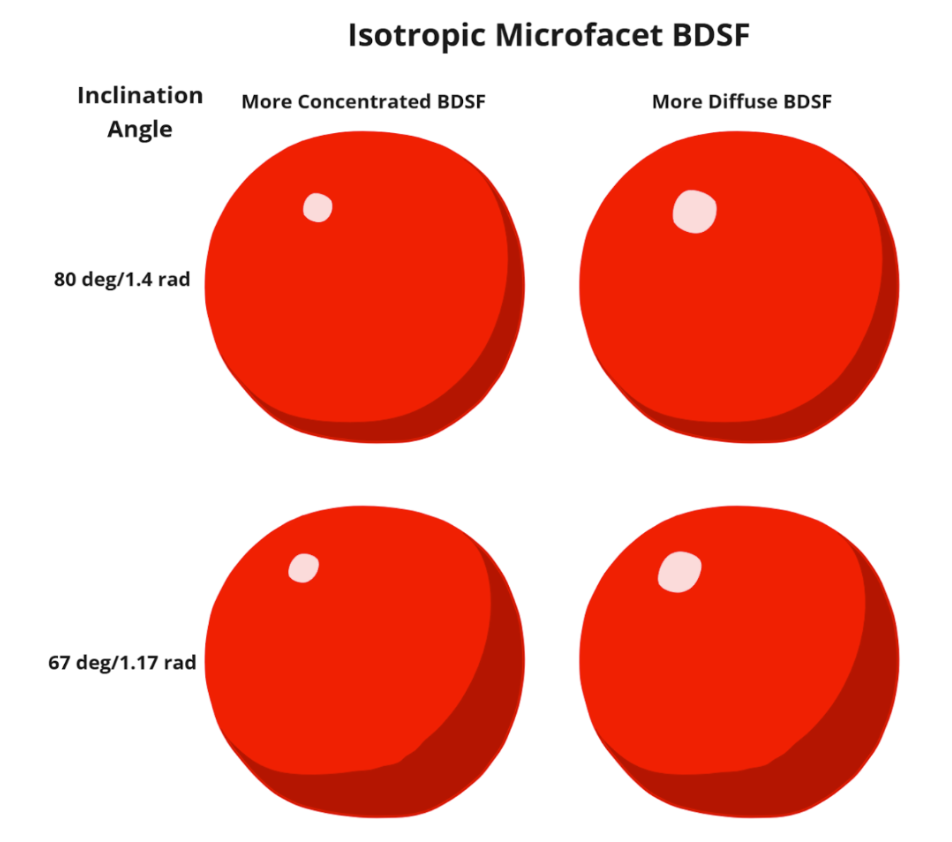 Isotropic Microfacet BDSF
Inclination
Angle
More Concentrated BDSF
More Diffuse BDSF
80 deg/1.4 rad
67 deg/1.17 rad